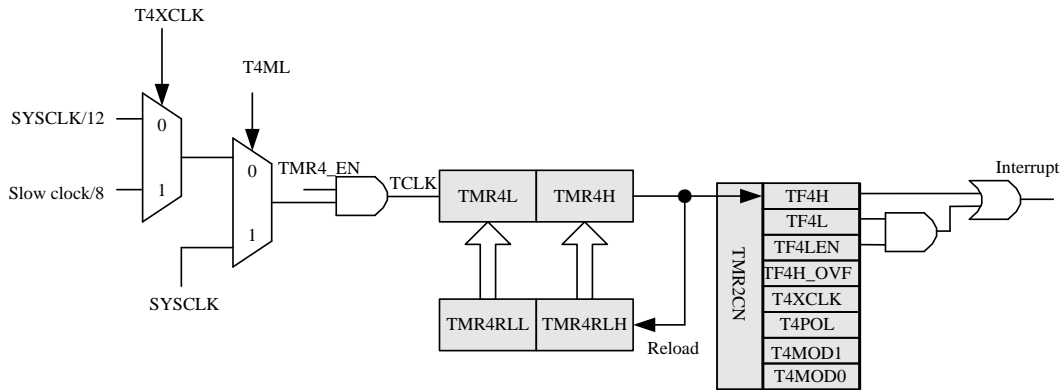 T4XCLK
T4ML
SYSCLK/12
0
Slow clock/8
1
0
1
SYSCLK
TMR4_EN
TCLK
TMR4L
TMR4H
TMR4RLL
TMR4RLH
Reload
TMR2CN
TF4H
TF4L
TF4LEN
TF4H_OVF
T4XCLK
T4POL
T4MOD1
T4MOD0
Interrupt